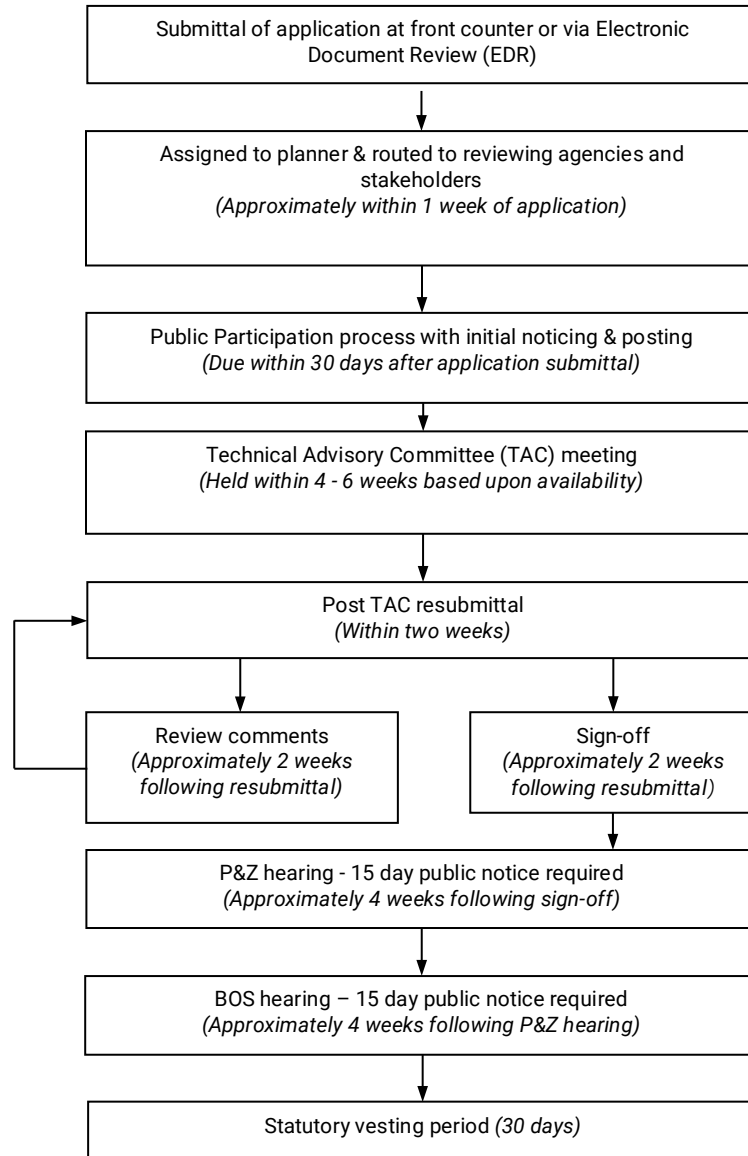 Submittal of application at front counter or via Electronic
Document Review (EDR)
Assigned to planner & routed to reviewing agencies and
stakeholders
(Approximately within 1 week of application)
Public Participation process with initial noticing & posting
(Due within 30 days after application submittal)
Technical Advisory Committee (TAC) meeting
(Held within 4 - 6 weeks based upon availability)
Post TAC resubmittal
(Within two weeks)
Review comments
(Approximately 2 weeks
following resubmittal)
Sign-off
(Approximately 2 weeks
following resubmittal)
P&Z hearing - 15 day public notice required
(Approximately 4 weeks following sign-off)
BOS hearing – 15 day public notice required
(Approximately 4 weeks following P&Z hearing)
Statutory vesting period (30 days)